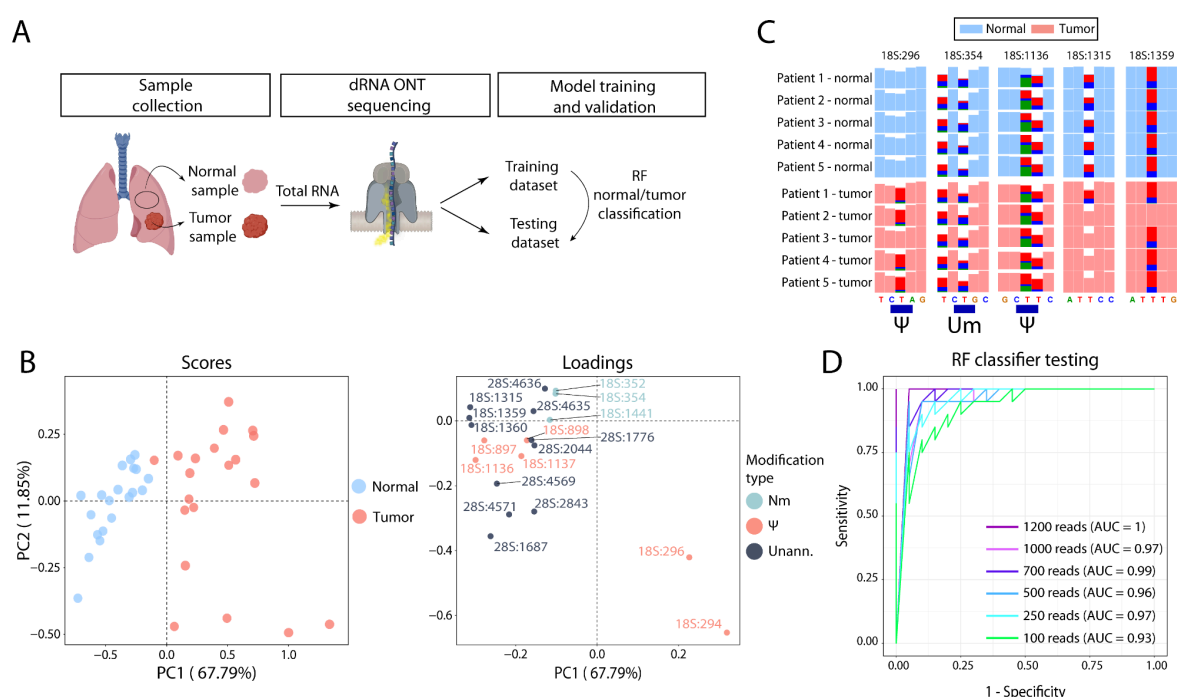 A
Sample
collection
dRNA ONT
sequencing
Model training
and validation
Normal
sample
Tumor
sample
Total RNA
Training
dataset
Testing
dataset
RF
normal/tumor
classification
C
Normal Tumor
18S:296 18S:354 18S:1136 18S:1315 18S:1359
Patient 1 - normal
Patient 2 - normal
Patient 3 - normal
Patient 4 - normal
Patient 5 - normal
Patient 1 - tumor
Patient 2 - tumor
Patient 3 - tumor
Patient 4 - tumor
Patient 5 - tumor
T C T A G T C T G C G C T T C A T T C C A T T T G
Ψ Um Ψ
B
Scores
0.25
0.00
−0.25
−0.50
PC2 ( 11.85%)
−0.5 0.0 0.5 1.0
PC1 ( 67.79%)
Normal
Tumor
Loadings
0.0
−0.2
−0.4
−0.6
28S:4636
18S:352
18S:1315
18S:354
18S:1359
28S:4635
18S:1441
18S:1360
18S:898
28S:1776
18S:897
28S:2044
18S:1136
18S:1137
28S:4569
28S:4571
28S:2843
28S:1687
18S:296
18S:294
−0.2 0.0 0.2
PC1 ( 67.79%)
Modification
type
Nm
Ψ
Unann.
D
RF classifier testing
1.00
0.75
0.50
0.25
0.00
Sensitivity
1200 reads (AUC = 1)
1000 reads (AUC = 0.97)
700 reads (AUC = 0.99)
500 reads (AUC = 0.96)
250 reads (AUC = 0.97)
100 reads (AUC = 0.93)
0.00 0.25 0.50 0.75 1.00
1 - Specificity